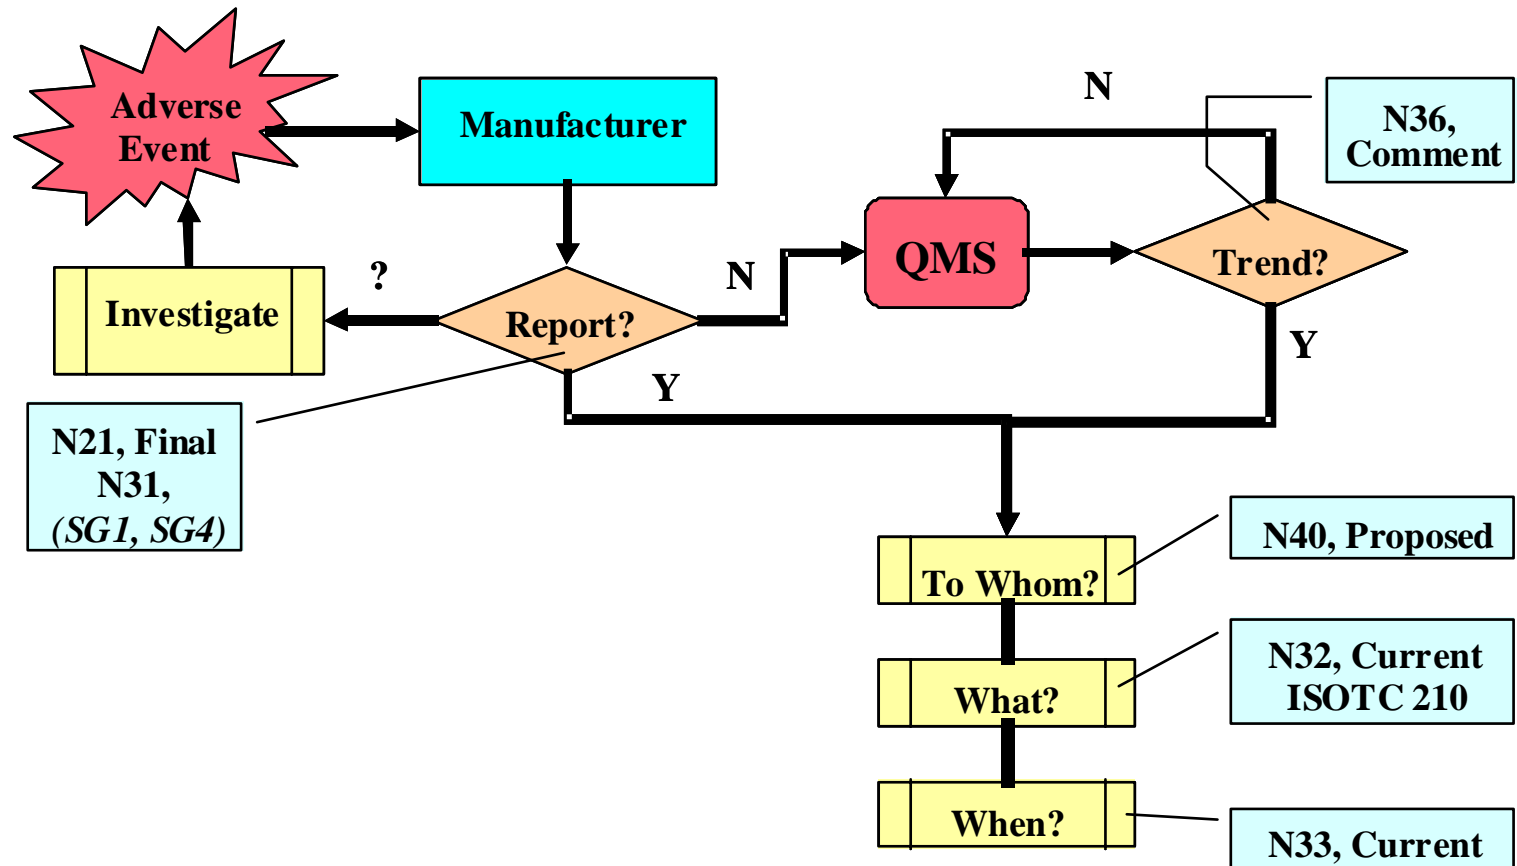 Adverse
Event
Manufacturer
N
N36,
Comment
QMS
Trend?
?
N
Investigate
Report?
Y
Y
N21, Final
N31,
(SG1, SG4)
To Whom?
N40, Proposed
What?
N32, Current
ISOTC 210
When?
N33, Current